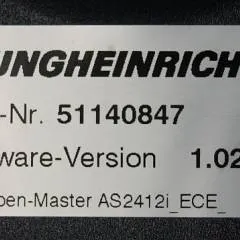 UNGHEINRICH
-Nr. 51140847
ware-Version 1.02
pen-Master AS2412i_ECE_